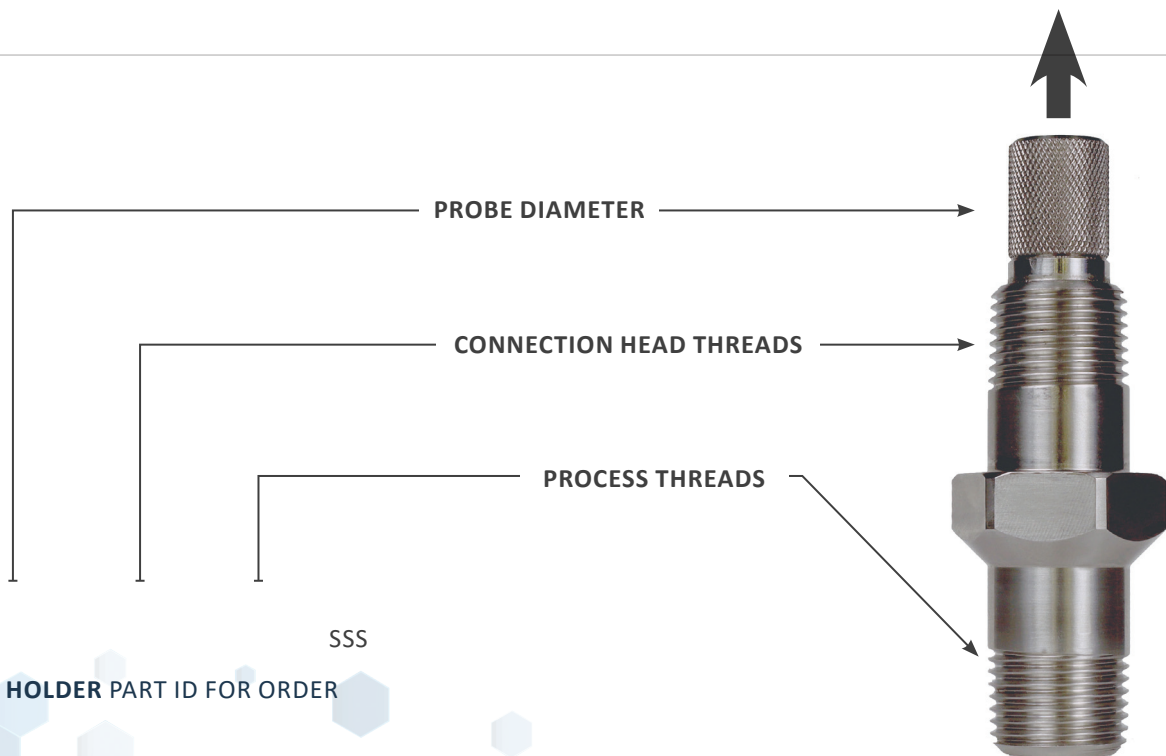 PROBE DIAMETER
CONNECTION HEAD THREADS
PROCESS THREADS
SSS
HOLDER PART ID FOR ORDER